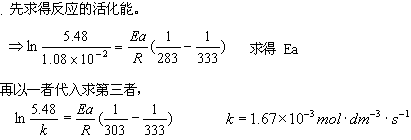 . 先求得反应的活化能。
⇒ ln 5.48/1.08×10⁻² = Ea/R (1/283 − 1/333) 求得 Ea
再以一者代入求第三者,
ln 5.48/k = Ea/R (1/303 − 1/333) k = 1.67×10⁻³ mol·dm⁻³·s⁻¹